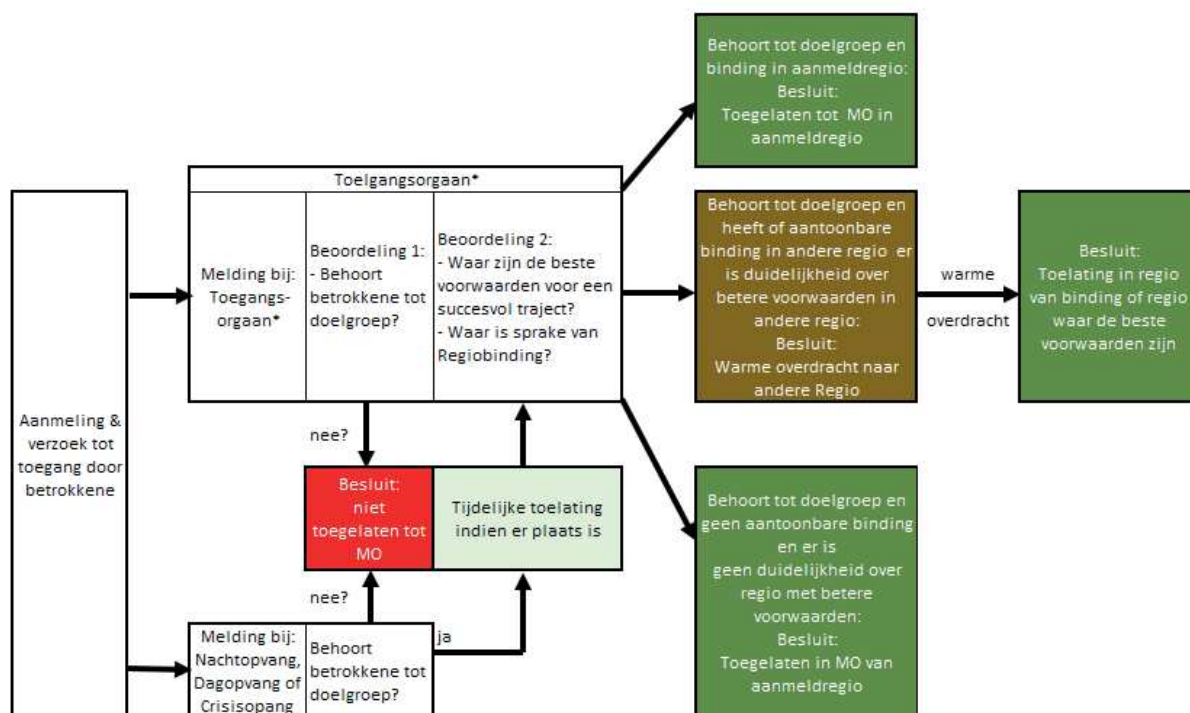 Aanmeling &
verzoek tot
toegang door
betrokkene
Toelgangsorgaan*
Melding bij:
Toegangs-
orgaan*
Beoordeling 1:
- Behoort
betrokkene tot
doelgroep?
Beoordeling 2:
- Waar zijn de beste
voorwaarden voor een
succesvol traject?
- Waar is sprake van
Regiobinding?
nee?
Besluit:
niet
toegelaten tot
MO
Tijdelijke toelating
indien er plaats is
nee?
ja
Melding bij:
Nachtopvang,
Dagopvang of
Crisisopang
Behoort
betrokkene tot
doelgroep?
Behoort tot doelgroep en
binding in aanmeldregio:
Besluit:
Toegelaten tot MO in
aanmeldregio
Behoort tot doelgroep en
heeft of aantoonbare
binding in andere regio er
is duidelijkheid over
betere voorwaarden in
andere regio:
Besluit:
Warme overdracht naar
andere Regio
warme
overdracht
Besluit:
Toelating in regio
van binding of regio
waar de beste
voorwaarden zijn
Behoort tot doelgroep en
geen aantoonbare binding
en er is
geen duidelijkheid over
regio met betere
voorwaarden:
Besluit:
Toegelaten in MO van
aanmeldregio